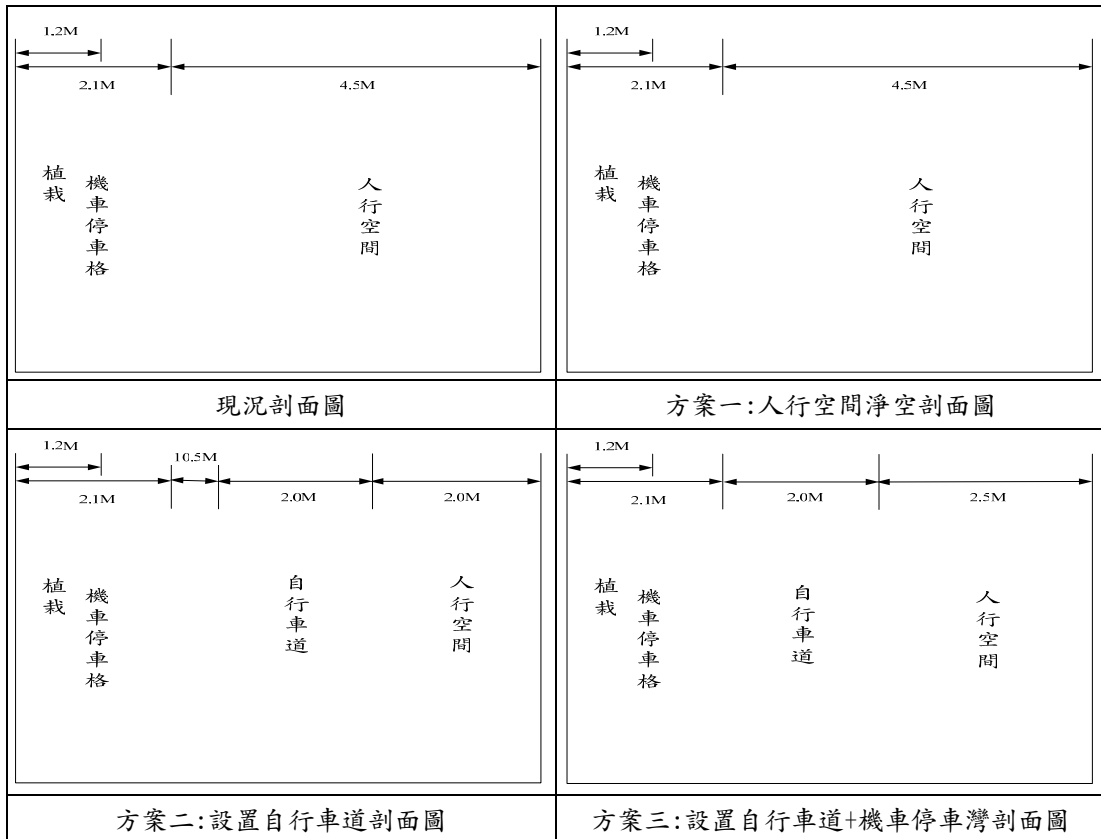 1.2M
2.1M
4.5M
植栽
機車停車格
人行空間
現況剖面圖
1.2M
2.1M
4.5M
植栽
機車停車格
人行空間
方案一:人行空間淨空剖面圖
1.2M
10.5M
2.1M
2.0M
2.0M
植栽
機車停車格
自行車道
人行空間
方案二:設置自行車道剖面圖
1.2M
2.1M
2.0M
2.5M
植栽
機車停車格
自行車道
人行空間
方案三:設置自行車道+機車停車灣剖面圖